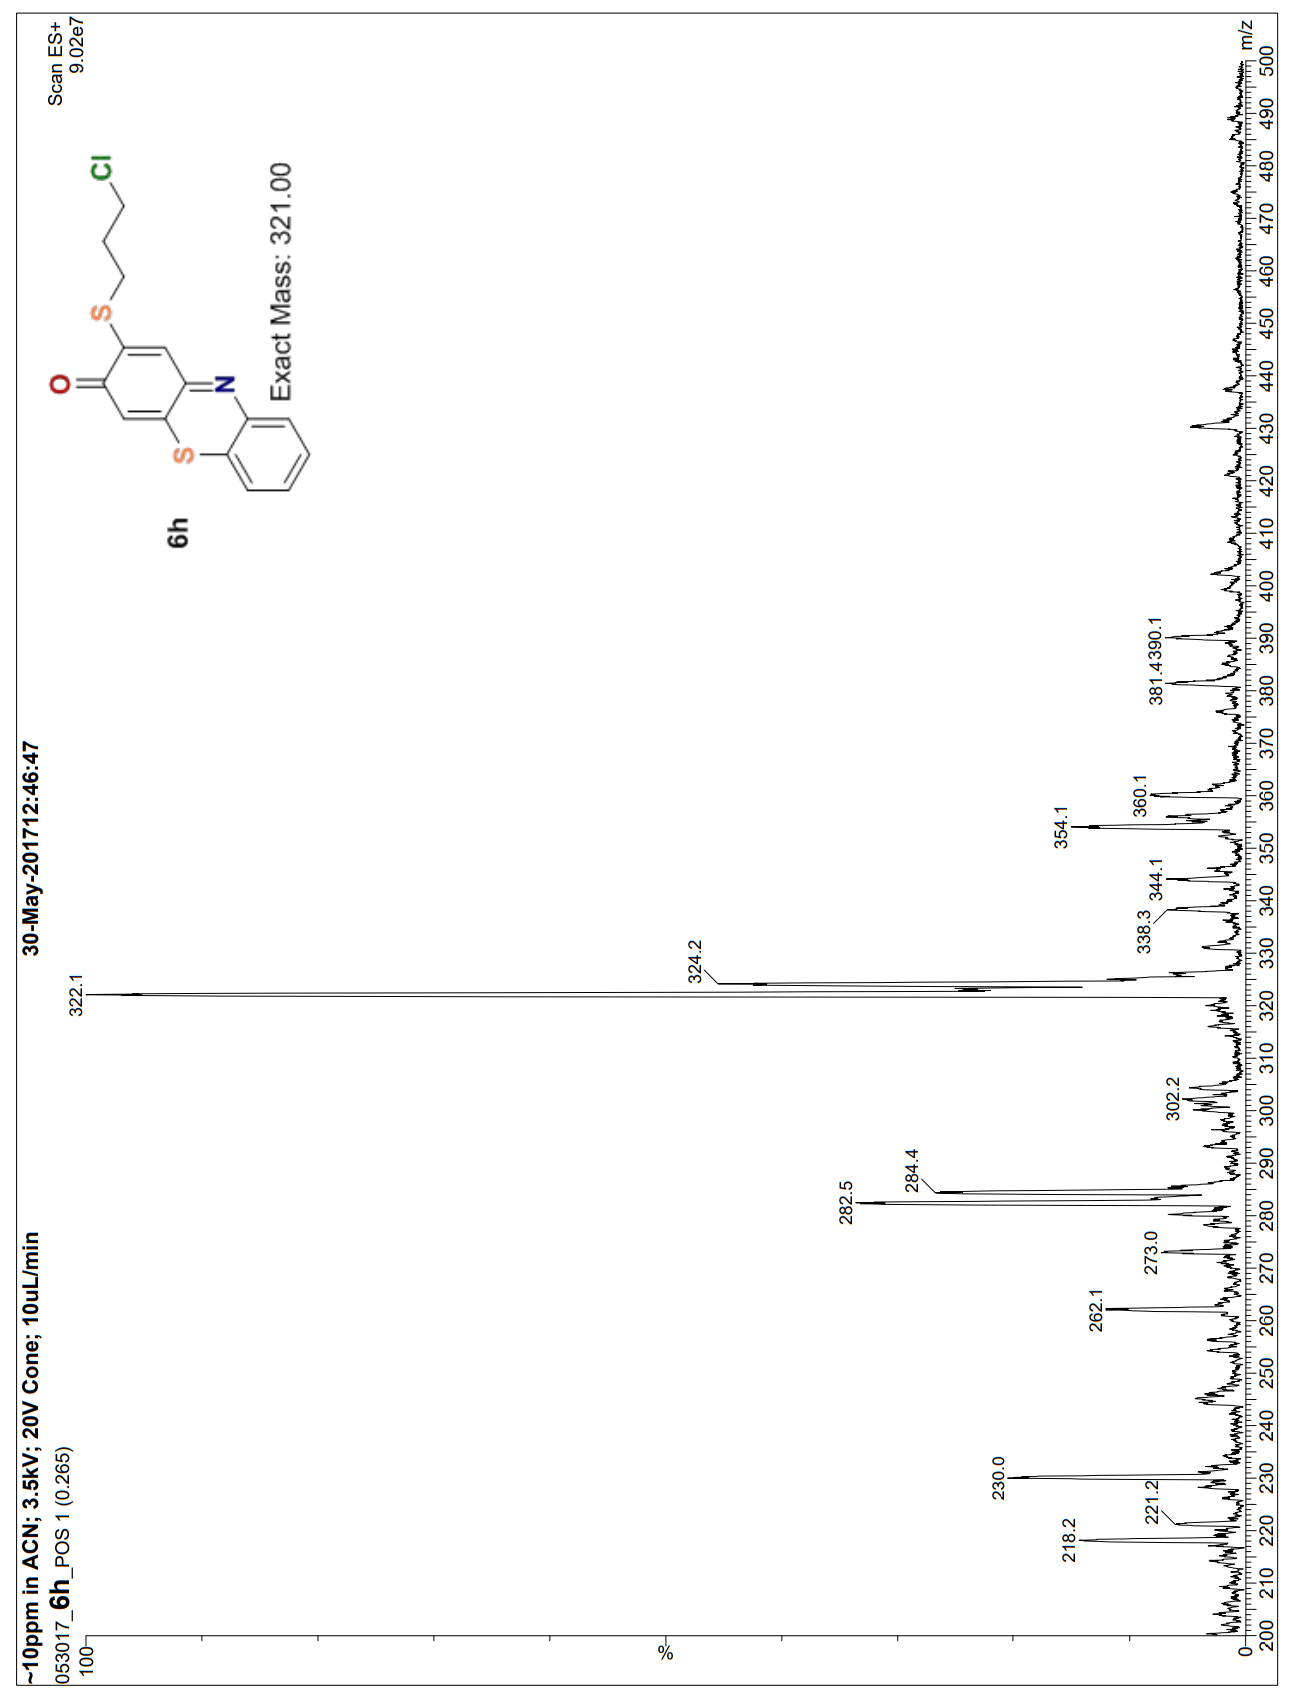 ~10ppm in ACN; 3.5kV; 20V Cone; 10uL/min 30-May-201712:46:47
053017_6h_POS 1 (0.265) Scan ES+
9.02e7
6h
O
S
Cl
S
N
Exact Mass: 321.00
100
%
0
322.1
324.2
282.5
284.4
230.0
218.2
221.2
262.1
273.0
302.2
338.3
344.1
354.1
360.1
381.4
390.1
200 210 220 230 240 250 260 270 280 290 300 310 320 330 340 350 360 370 380 390 400 410 420 430 440 450 460 470 480 490 500
m/z